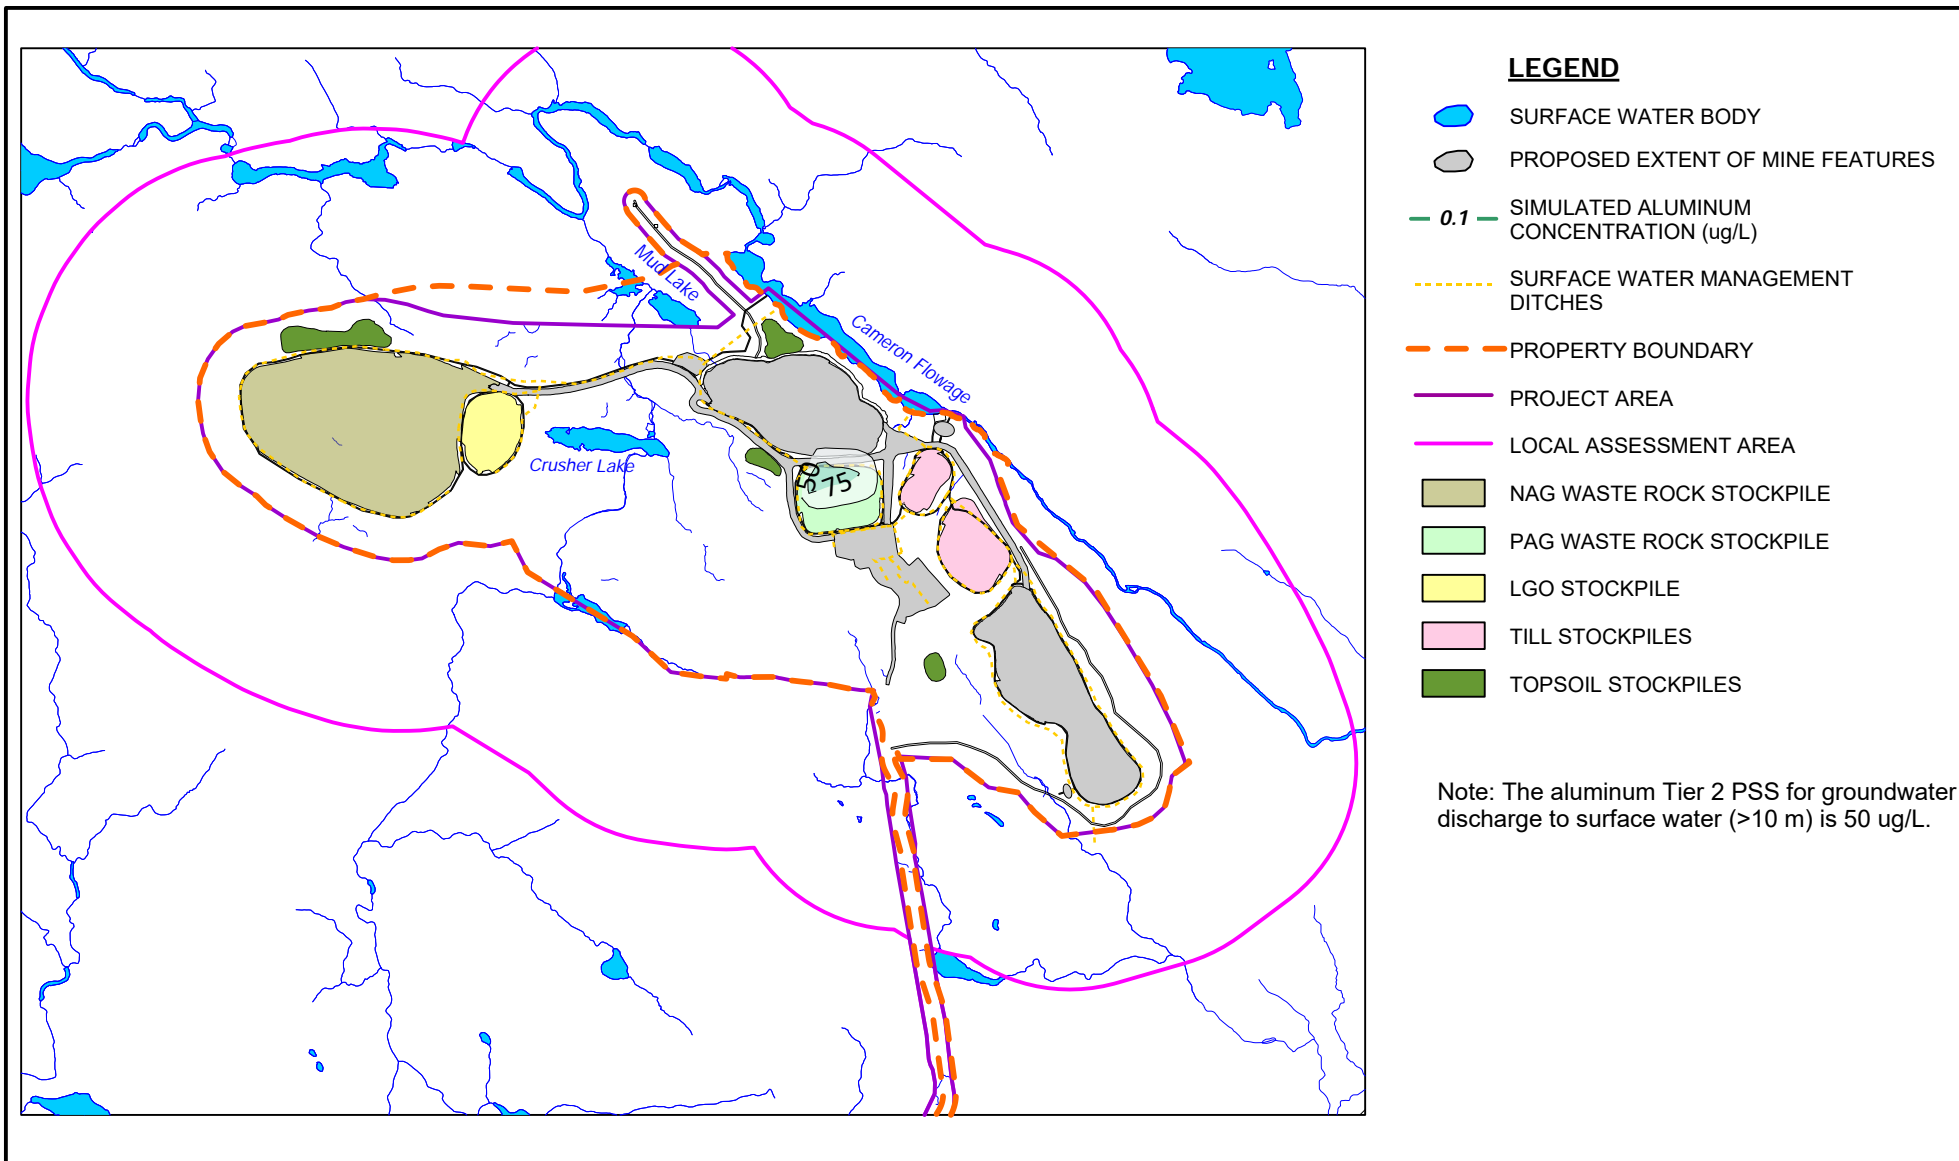 LEGEND
SURFACE WATER BODY
PROPOSED EXTENT OF MINE FEATURES
0.1
SIMULATED ALUMINUM
CONCENTRATION (ug/L)
SURFACE WATER MANAGEMENT
DITCHES
PROPERTY BOUNDARY
PROJECT AREA
LOCAL ASSESSMENT AREA
NAG WASTE ROCK STOCKPILE
PAG WASTE ROCK STOCKPILE
LGO STOCKPILE
TILL STOCKPILES
TOPSOIL STOCKPILES
Note: The aluminum Tier 2 PSS for groundwater
discharge to surface water (>10 m) is 50 ug/L.
Mud Lake
Cameron Flowage
Crusher Lake
50
75